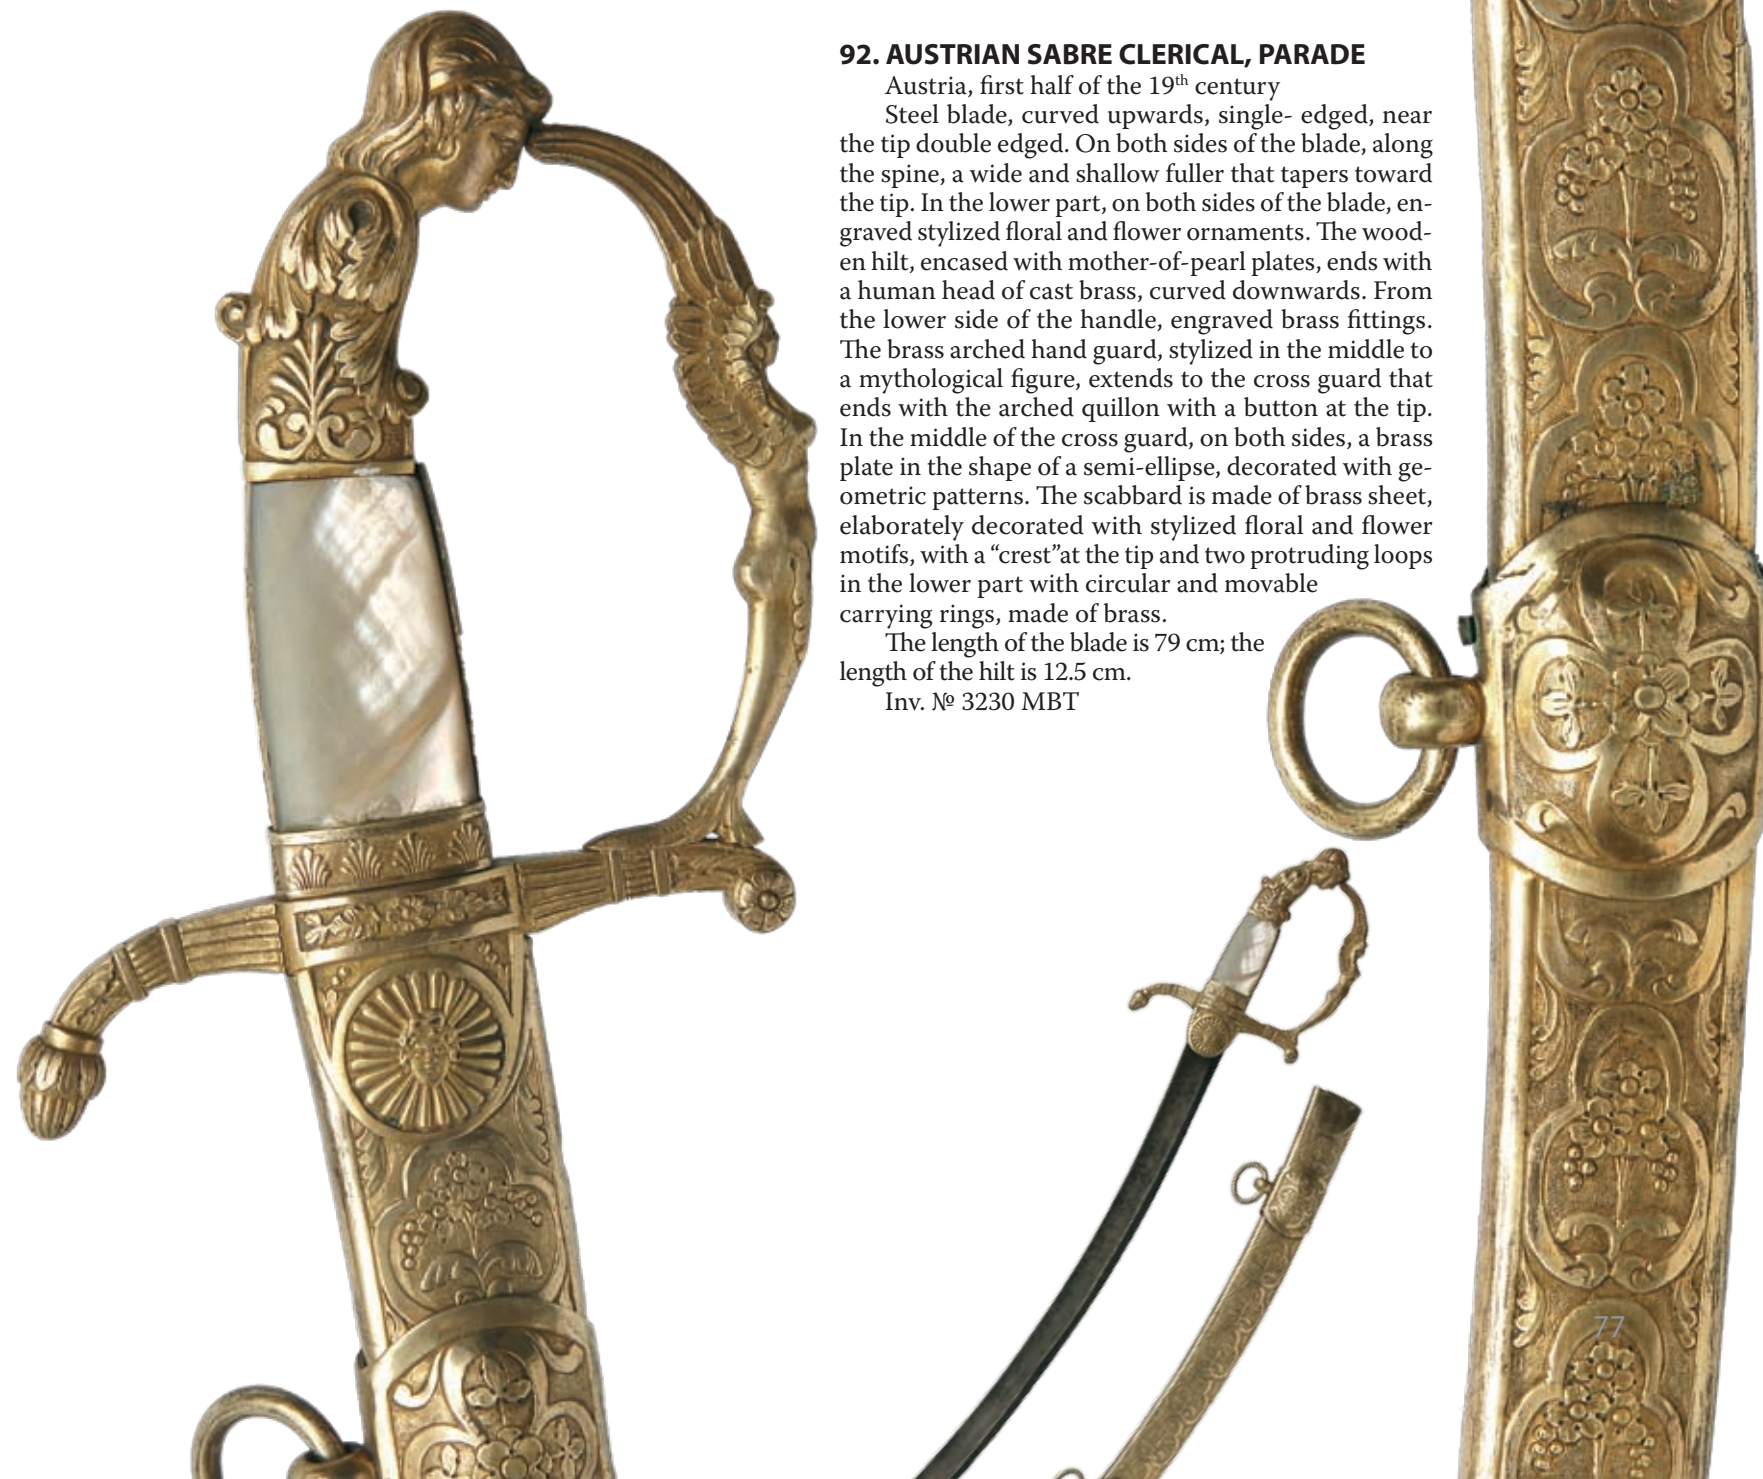 92. AUSTRIAN SABRE CLERICAL, PARADE
Austria, first half of the 19th century
Steel blade, curved upwards, single- edged, near
the tip double edged. On both sides of the blade, along
the spine, a wide and shallow fuller that tapers toward
the tip. In the lower part, on both sides of the blade, en-
graved stylized floral and flower ornaments. The wood-
en hilt, encased with mother-of-pearl plates, ends with
a human head of cast brass, curved downwards. From
the lower side of the handle, engraved brass fittings.
The brass arched hand guard, stylized in the middle to
a mythological figure, extends to the cross guard that
ends with the arched quillon with a button at the tip.
In the middle of the cross guard, on both sides, a brass
plate in the shape of a semi-ellipse, decorated with ge-
ometric patterns. The scabbard is made of brass sheet,
elaborately decorated with stylized floral and flower
motifs, with a “crest”at the tip and two protruding loops
in the lower part with circular and movable
carrying rings, made of brass.
The length of the blade is 79 cm; the
length of the hilt is 12.5 cm.
Inv. № 3230 MBT
77